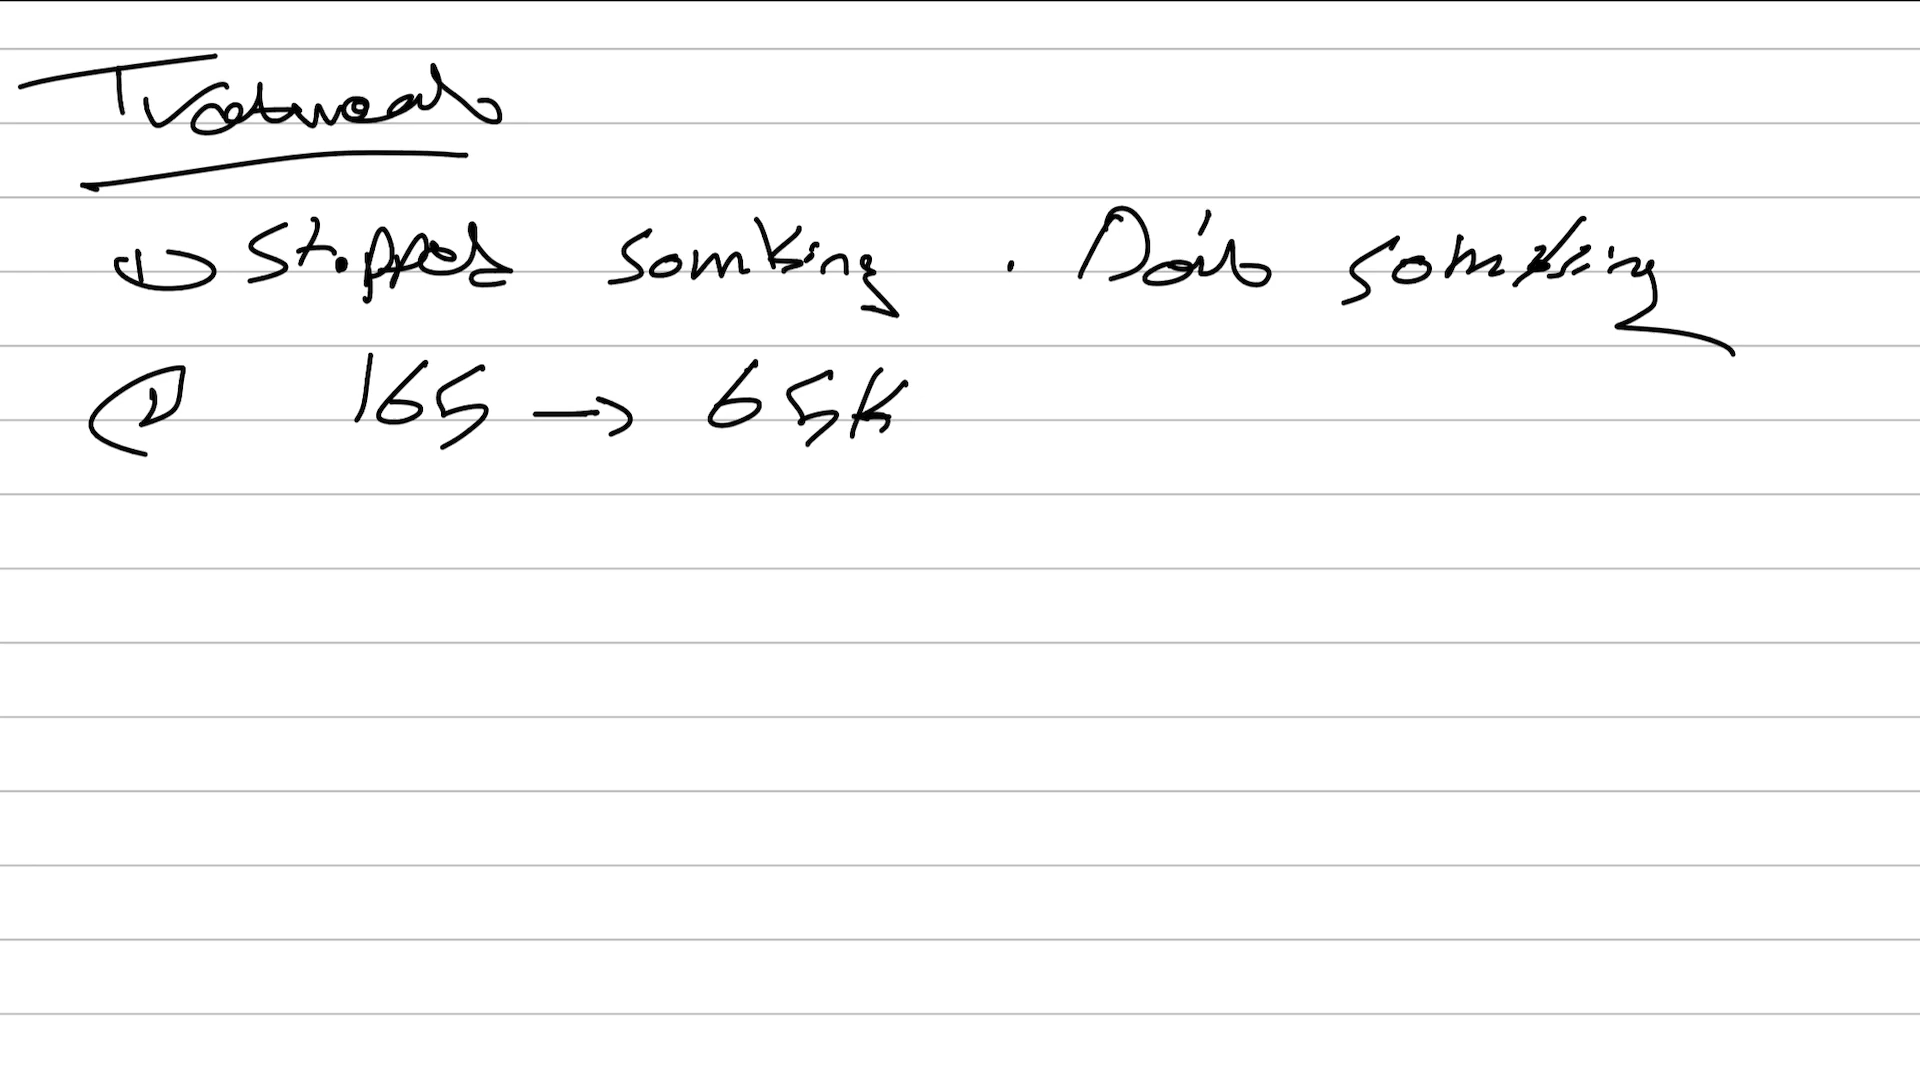 Treatment
1) Stopped somking . Don't somking
2) 165 → 65K